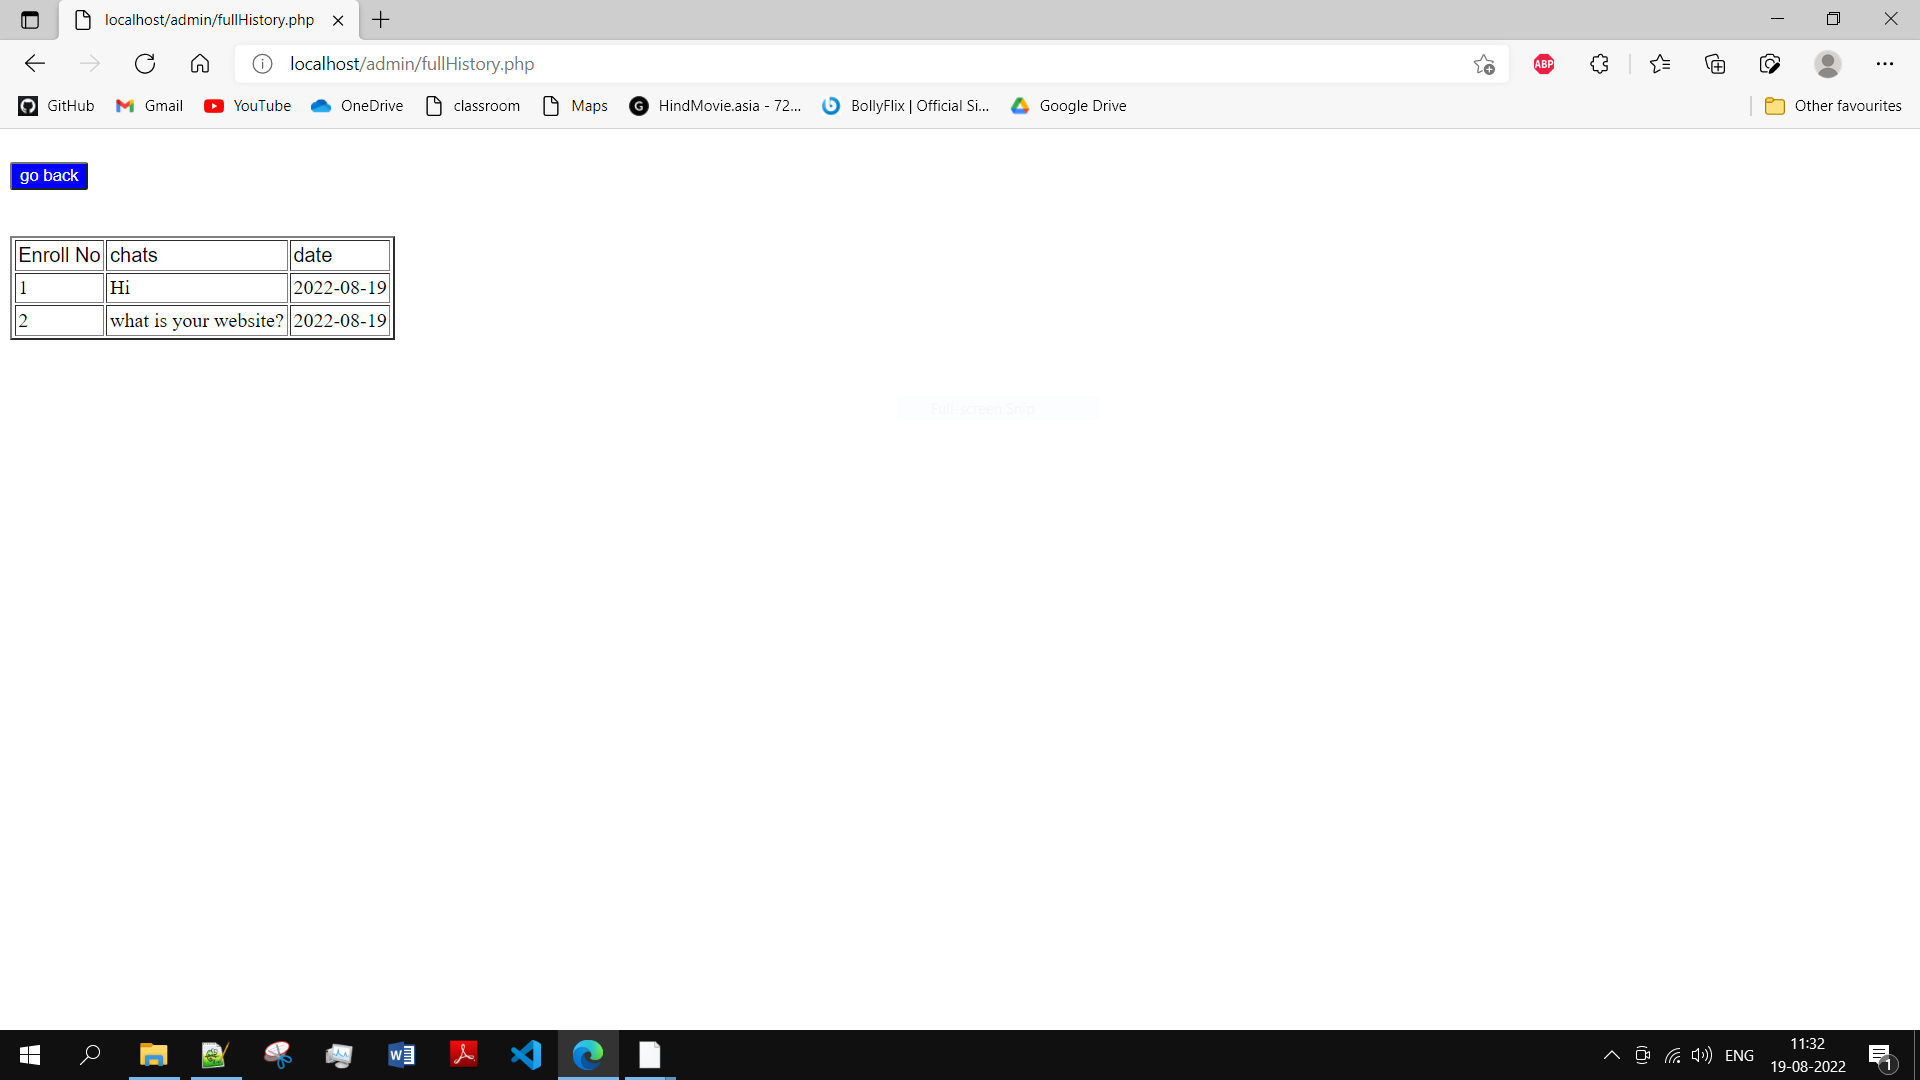 localhost/admin/fullHistory.php
localhost/admin/fullHistory.php
ABP
GitHub Gmail YouTube OneDrive classroom Maps G HindMovie.asia - 72... BollyFlix | Official Si... Google Drive Other favourites
go back
Enroll No chats date
1 Hi 2022-08-19
2 what is your website? 2022-08-19
Full-screen Snip
ENG 11:32
19-08-2022 1